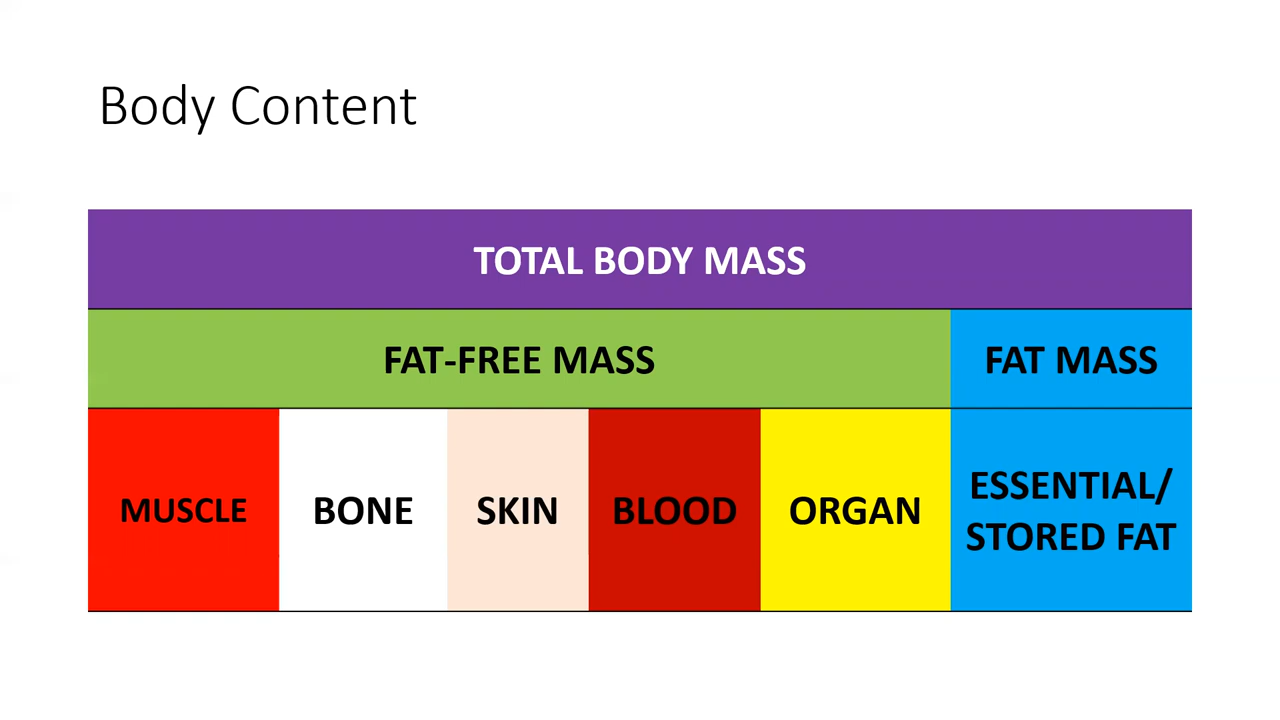 Body Content
TOTAL BODY MASS
FAT-FREE MASS
FAT MASS
MUSCLE
BONE
SKIN
BLOOD
ORGAN
ESSENTIAL/
STORED FAT